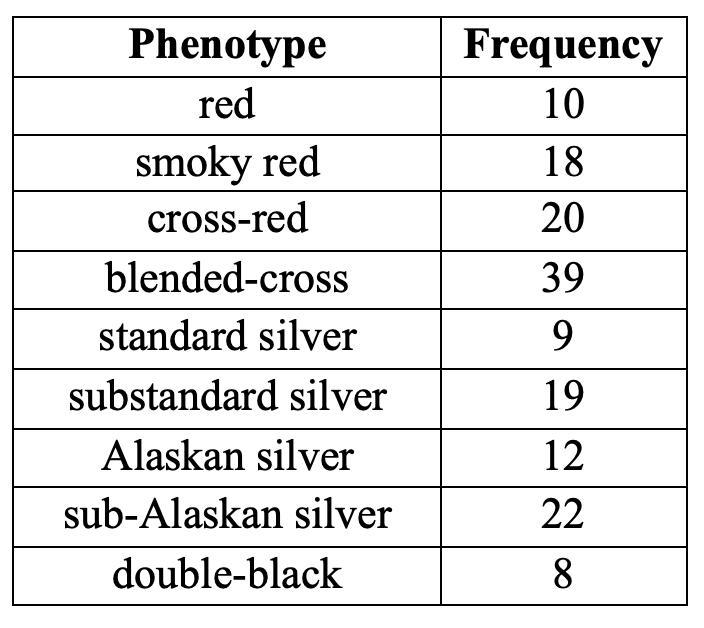 Phenotype Frequency
red 10
smoky red 18
cross-red 20
blended-cross 39
standard silver 9
substandard silver 19
Alaskan silver 12
sub-Alaskan silver 22
double-black 8